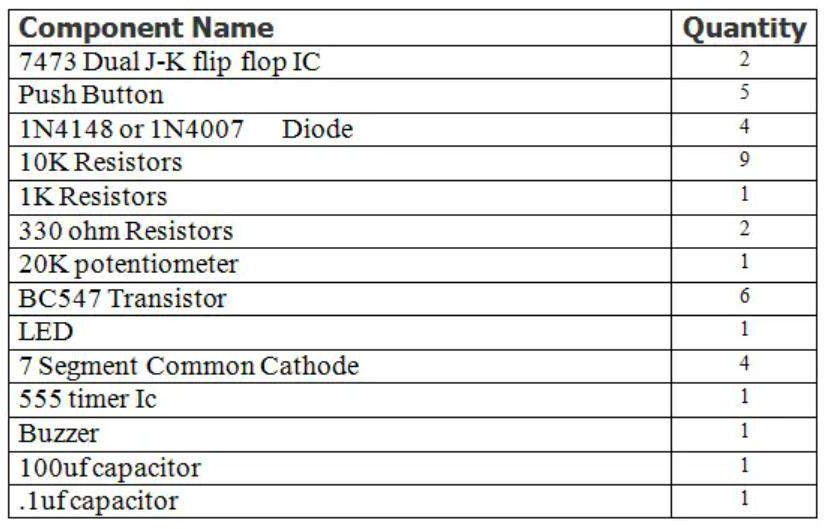 Component Name Quantity
7473 Dual J-K flip flop IC 2
Push Button 5
1N4148 or 1N4007 Diode 4
10K Resistors 9
1K Resistors 1
330 ohm Resistors 2
20K potentiometer 1
BC547 Transistor 6
LED 1
7 Segment Common Cathode 4
555 timer Ic 1
Buzzer 1
100uf capacitor 1
.1uf capacitor 1